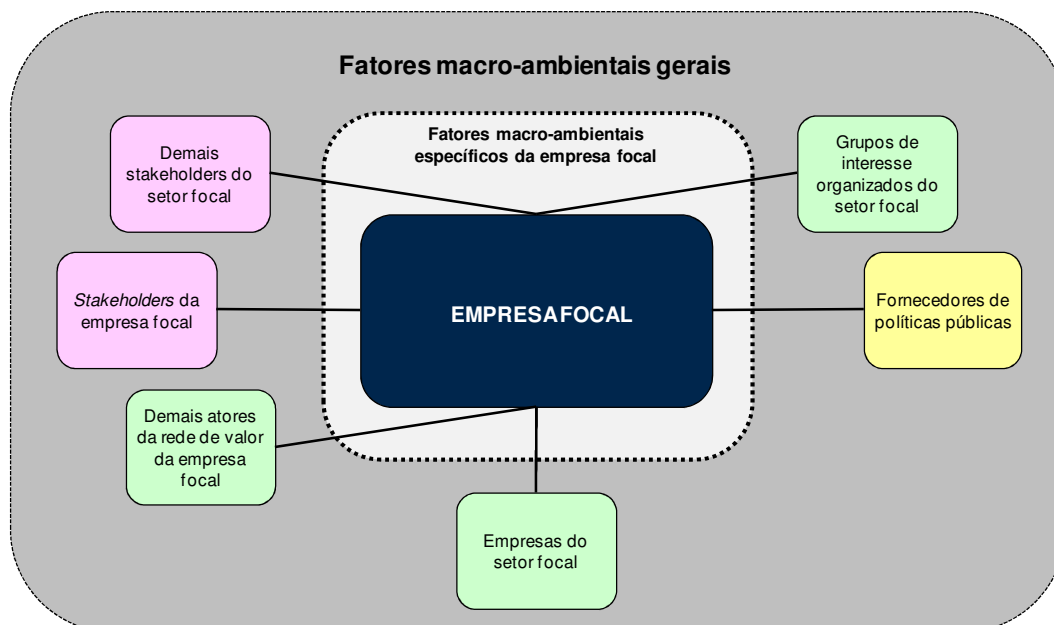 Fatores macro-ambientais gerais
Fatores macro-ambientais
específicos da empresa focal
Demais
stakeholders do
setor focal
Grupos de
interesse
organizados do
setor focal
Stakeholders da
empresa focal
EMPRESA FOCAL
Fornecedores de
políticas públicas
Demais atores
da rede de valor
da empresa
focal
Empresas do
setor focal